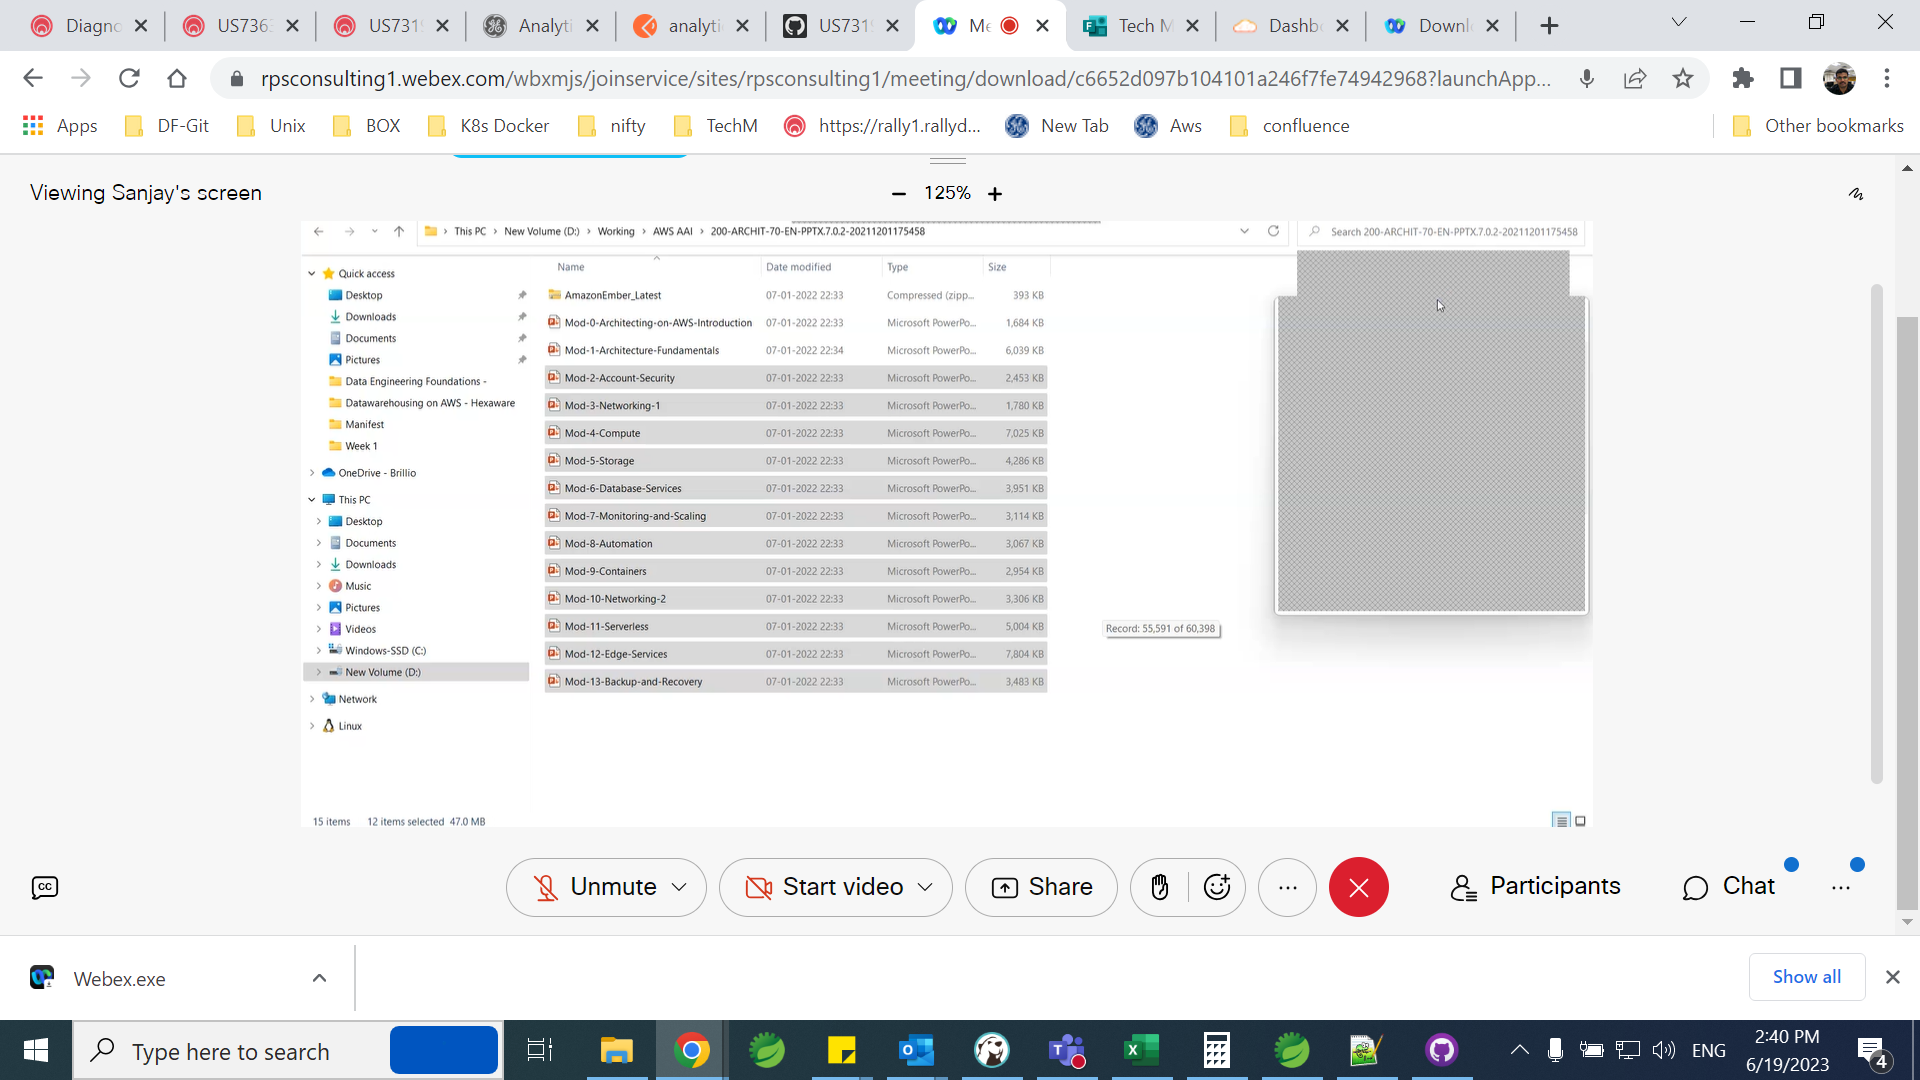 Diagno
US736
US731
Analyti
analytic
US731
Me
Tech M
Dashb
Downl
rpsconsulting1.webex.com/wbxmjs/joinservice/sites/rpsconsulting1/meeting/download/c6652d097b104101a246f7fe74942968?launchApp...
Apps
DF-Git
Unix
BOX
K8s Docker
nifty
TechM
https://rally1.rallyd...
New Tab
Aws
confluence
Other bookmarks
Viewing Sanjay's screen
125%
This PC > New Volume (D:) > Working > AWS AAI > 200-ARCHIT-70-EN-PPTX.7.0.2-20211201175458
Search 200-ARCHIT-70-EN-PPTX.7.0.2-20211201175458
Quick access
Desktop
Downloads
Documents
Pictures
Data Engineering Foundations -
Datawarehousing on AWS - Hexaware
Manifest
Week 1
OneDrive - Brillio
This PC
Desktop
Documents
Downloads
Music
Pictures
Videos
Windows-SSD (C:)
New Volume (D:)
Network
Linux
Name Date modified Type Size
AmazonEmber_Latest 07-01-2022 22:33 Compressed (zipp... 393 KB
Mod-0-Architecting-on-AWS-Introduction 07-01-2022 22:33 Microsoft PowerPo... 1,684 KB
Mod-1-Architecture-Fundamentals 07-01-2022 22:34 Microsoft PowerPo... 6,039 KB
Mod-2-Account-Security 07-01-2022 22:33 Microsoft PowerPo... 2,453 KB
Mod-3-Networking-1 07-01-2022 22:33 Microsoft PowerPo... 1,780 KB
Mod-4-Compute 07-01-2022 22:33 Microsoft PowerPo... 7,025 KB
Mod-5-Storage 07-01-2022 22:33 Microsoft PowerPo... 4,286 KB
Mod-6-Database-Services 07-01-2022 22:33 Microsoft PowerPo... 3,951 KB
Mod-7-Monitoring-and-Scaling 07-01-2022 22:33 Microsoft PowerPo... 3,114 KB
Mod-8-Automation 07-01-2022 22:33 Microsoft PowerPo... 3,067 KB
Mod-9-Containers 07-01-2022 22:33 Microsoft PowerPo... 2,954 KB
Mod-10-Networking-2 07-01-2022 22:33 Microsoft PowerPo... 3,306 KB
Mod-11-Serverless 07-01-2022 22:33 Microsoft PowerPo... 5,004 KB
Mod-12-Edge-Services 07-01-2022 22:33 Microsoft PowerPo... 7,804 KB
Mod-13-Backup-and-Recovery 07-01-2022 22:33 Microsoft PowerPo... 3,483 KB
Record: 55,591 of 60,398
15 items 12 items selected 47.0 MB
CC
Unmute
Start video
Share
Participants
Chat
Webex.exe
Show all
Type here to search
ENG
2:40 PM
6/19/2023
4